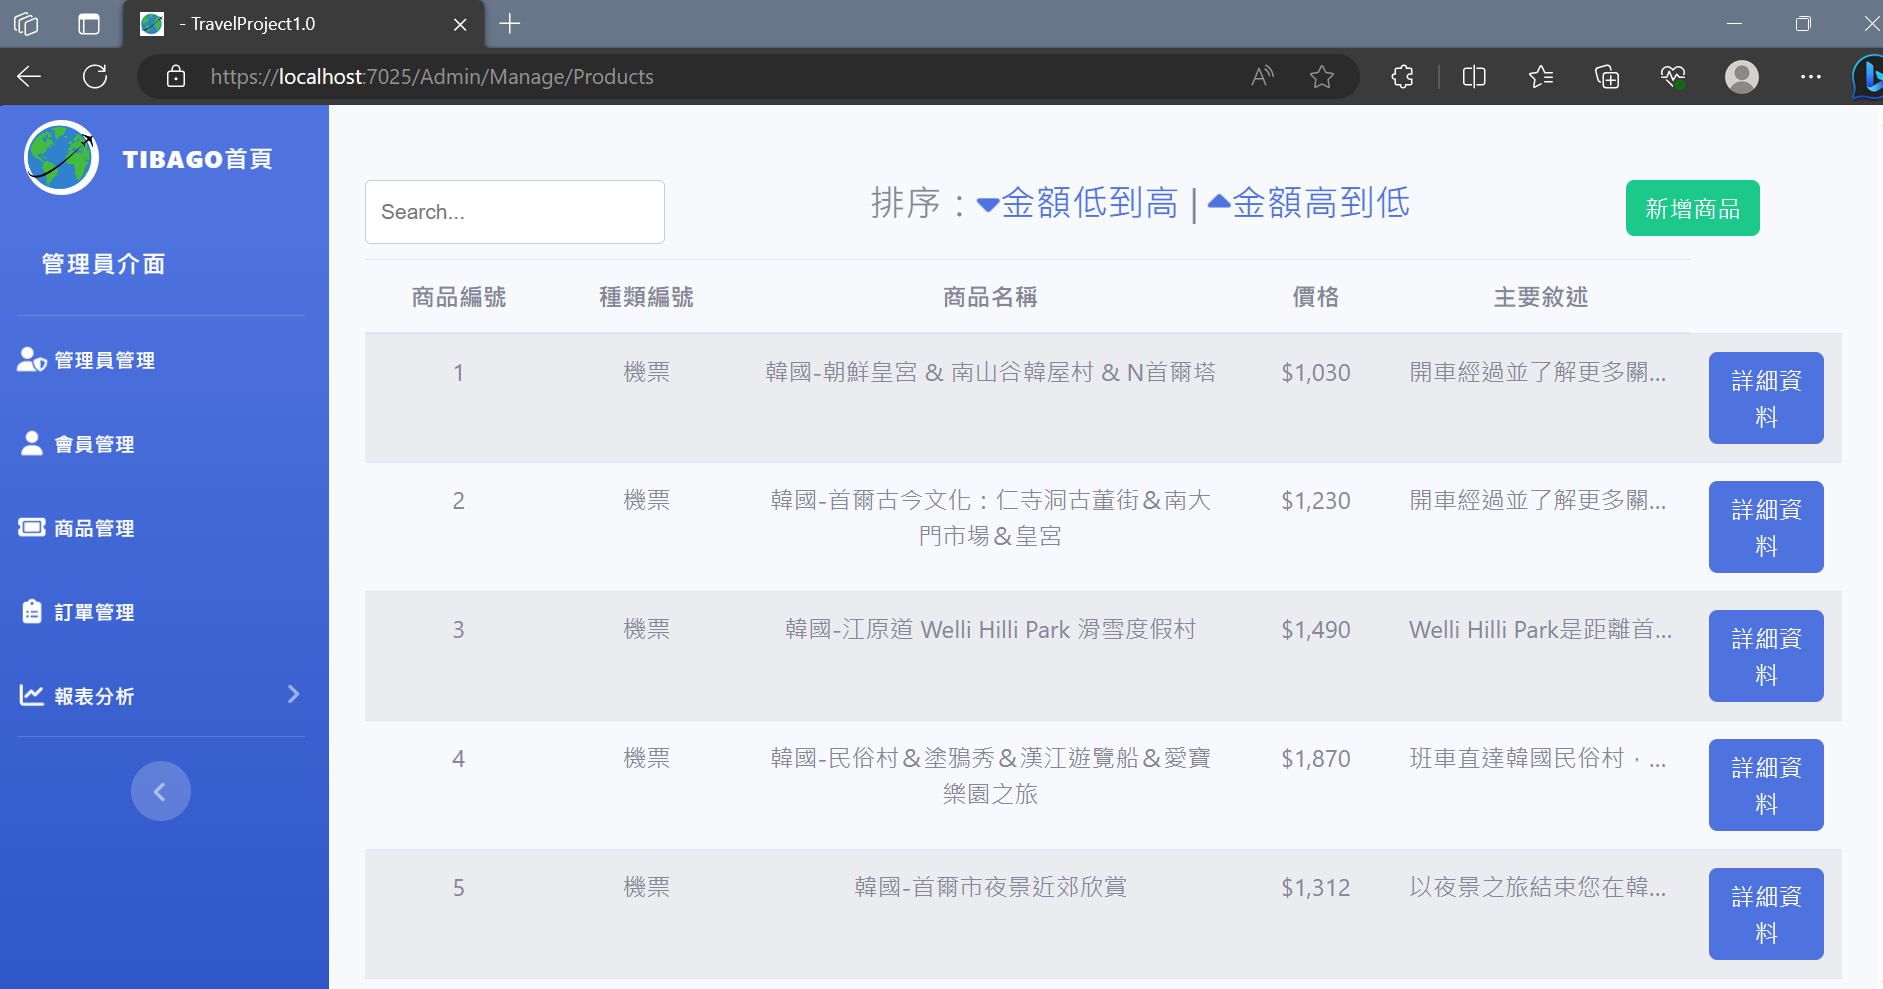 - TravelProject1.0
https://localhost:7025/Admin/Manage/Products
TIBAGO首頁
管理員介面
管理員管理
會員管理
商品管理
訂單管理
報表分析
Search...
排序：金額低到高 | 金額高到低
新增商品
商品編號 種類編號 商品名稱 價格 主要敘述
1 機票 韓國-朝鮮皇宮 & 南山谷韓屋村 & N首爾塔 $1,030 開車經過並了解更多關...
詳細資
料
2 機票 韓國-首爾古今文化：仁寺洞古董街＆南大 $1,230 開車經過並了解更多關...
門市場＆皇宮
詳細資
料
3 機票 韓國-江原道 Welli Hilli Park 滑雪度假村 $1,490 Welli Hilli Park是距離首...
詳細資
料
4 機票 韓國-民俗村＆塗鴉秀＆漢江遊覽船＆愛寶 $1,870 班車直達韓國民俗村，...
樂園之旅
詳細資
料
5 機票 韓國-首爾市夜景近郊欣賞 $1,312 以夜景之旅結束您在韓...
詳細資
料